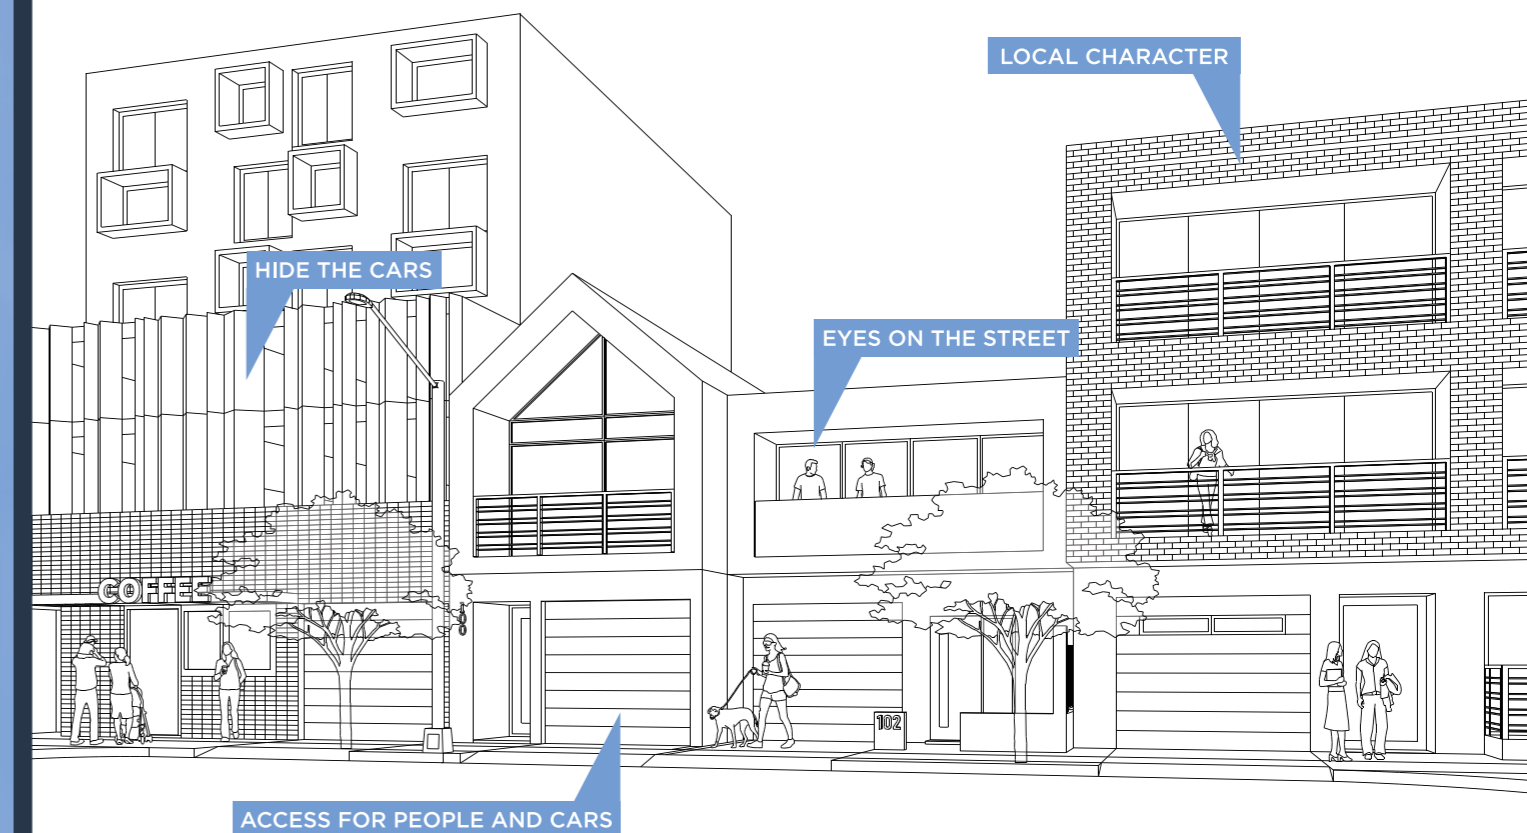 LOCAL CHARACTER
HIDE THE CARS
EYES ON THE STREET
COFFEE
102
ACCESS FOR PEOPLE AND CARS